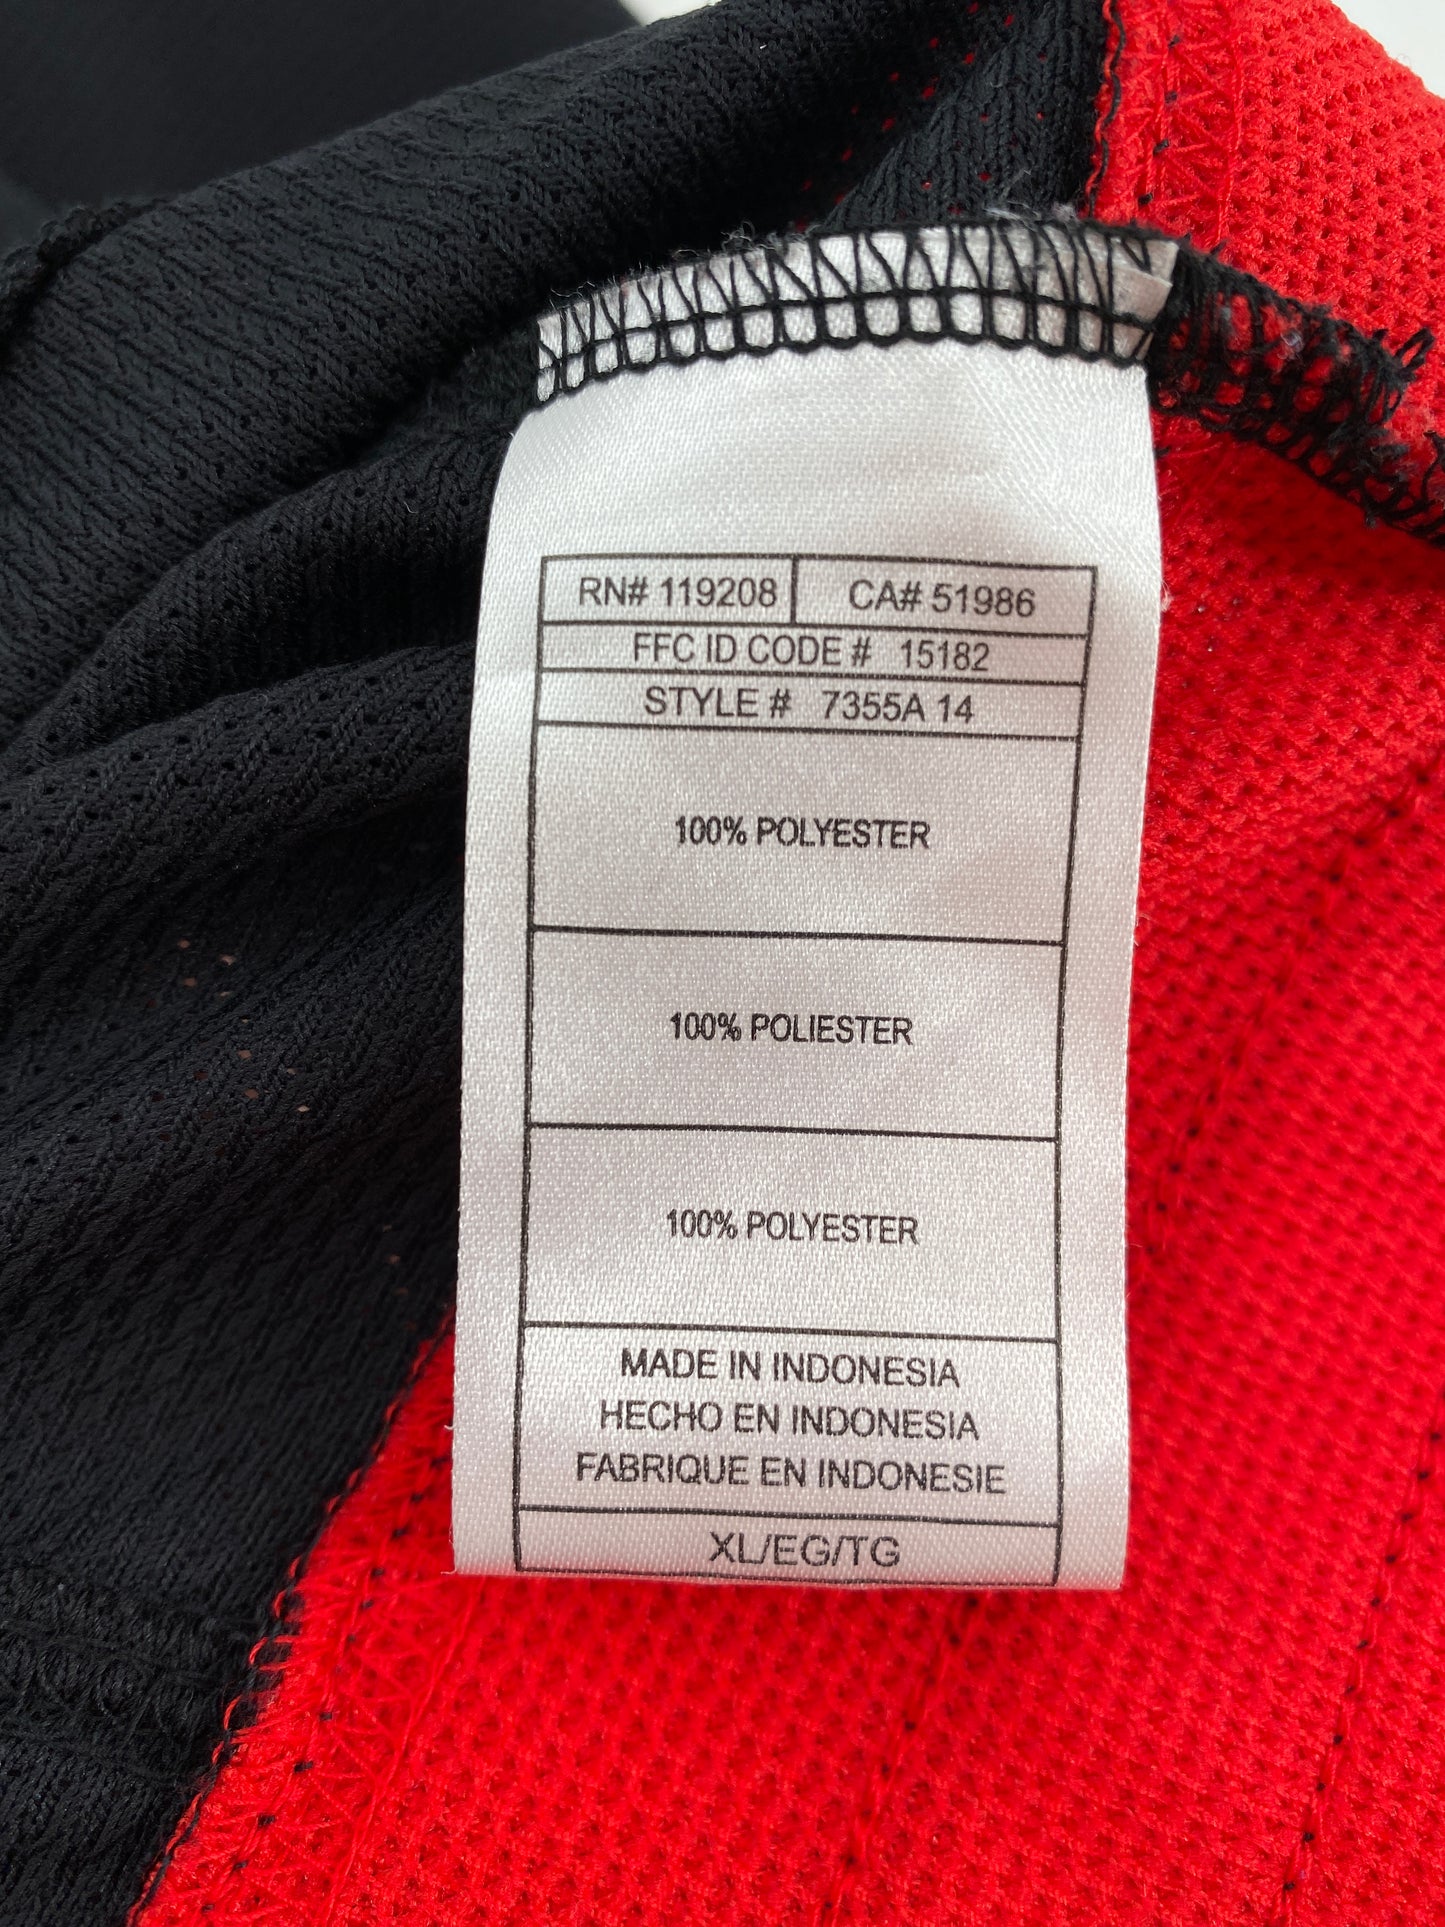 RN# 119208 CA# 51986
FFC ID CODE # 15182
STYLE # 7355A 14
100% POLYESTER
100% POLIESTER
100% POLYESTER
MADE IN INDONESIA
HECHO EN INDONESIA
FABRIQUE EN INDONESIE
XL/EG/TG